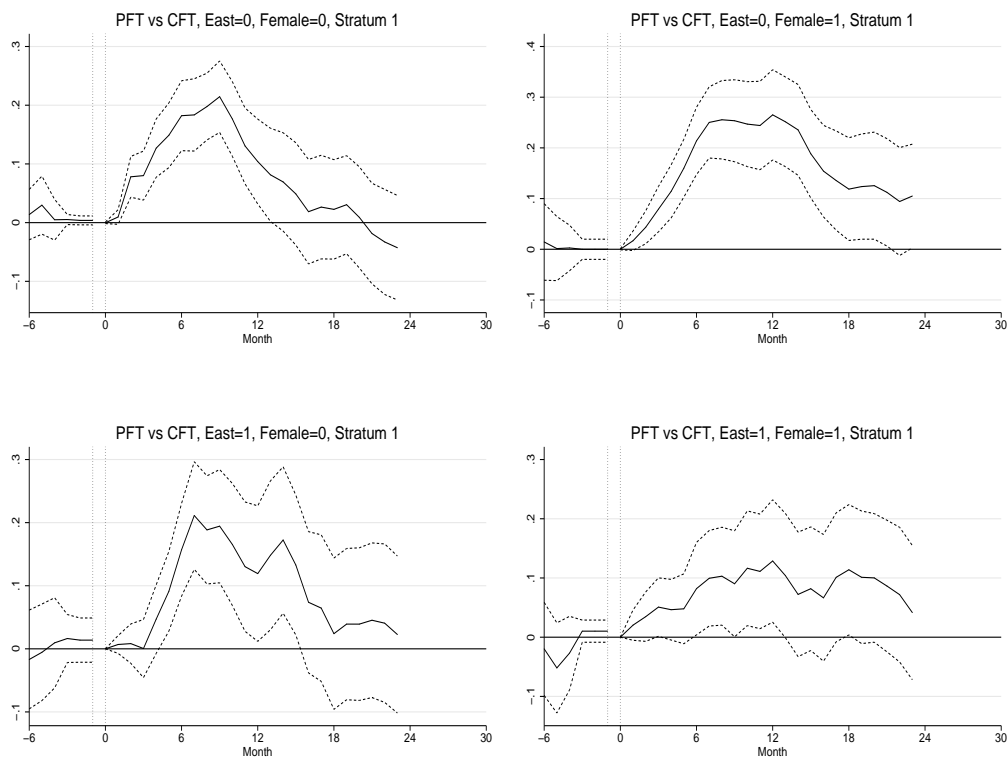 PFT vs CFT, East=0, Female=0, Stratum 1
.3
.2
.1
0
−.1
−6 0 6 12 18 24 30
Month
PFT vs CFT, East=0, Female=1, Stratum 1
.4
.3
.2
.1
0
−.1
−6 0 6 12 18 24 30
Month
PFT vs CFT, East=1, Female=0, Stratum 1
.3
.2
.1
0
−.1
−6 0 6 12 18 24 30
Month
PFT vs CFT, East=1, Female=1, Stratum 1
.3
.2
.1
0
−.1
−6 0 6 12 18 24 30
Month